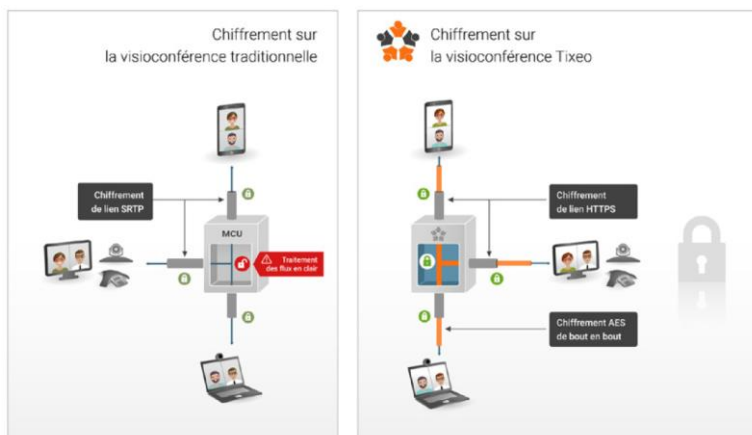 Chiffrement sur
la visioconférence traditionnelle
Chiffrement
de lien SRTP
MCU
Traitement
des flux en clair
Chiffrement sur
la visioconférence Tixeo
Chiffrement
de lien HTTPS
Chiffrement AES
de bout en bout